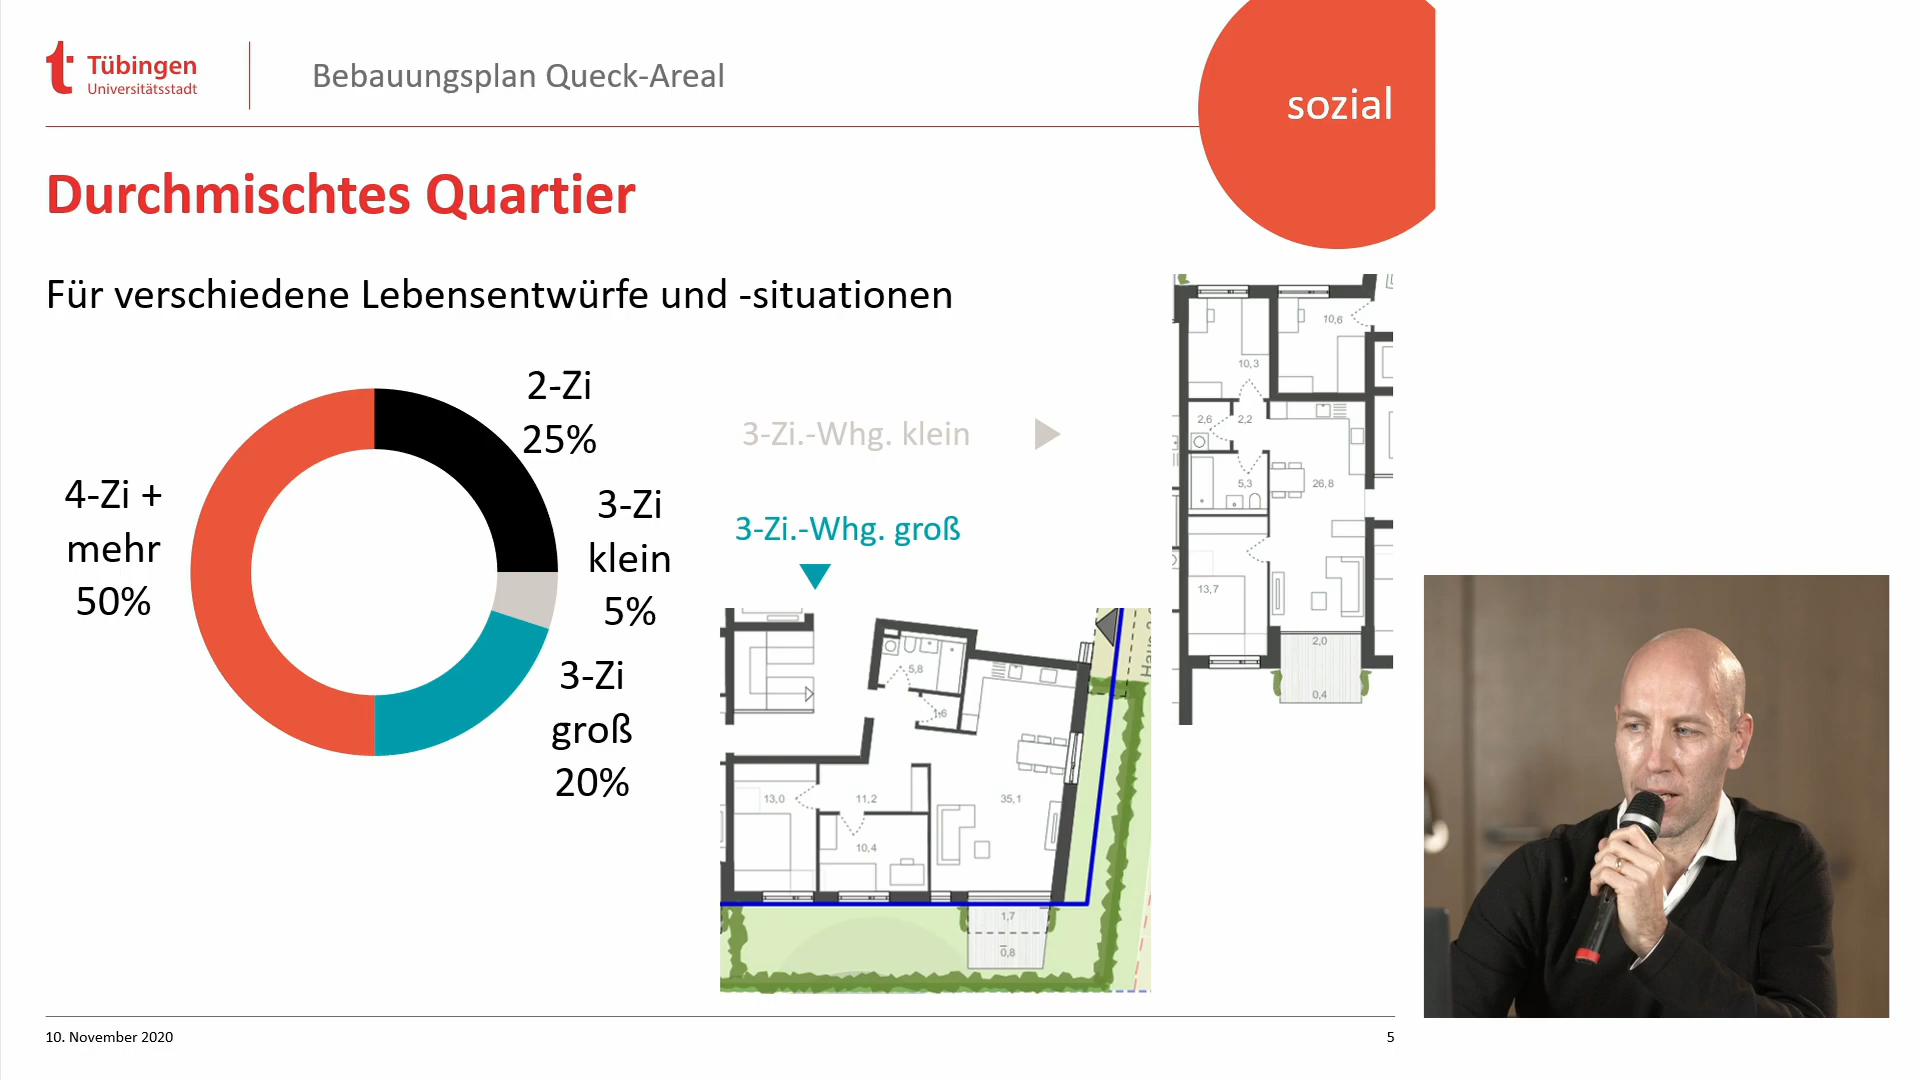 Tübingen
Universitätsstadt
Bebauungsplan Queck-Areal
sozial
Durchmischtes Quartier
Für verschiedene Lebensentwürfe und -situationen
2-Zi
25%
3-Zi
klein
5%
3-Zi
groß
20%
4-Zi +
mehr
50%
3-Zi.-Whg. klein
3-Zi.-Whg. groß
10,6
10,3
2,6
2,2
5,3
26,8
13,7
2,0
0,4
5,8
1,6
13,0
11,2
35,1
10,4
1,7
0,8
10. November 2020
5